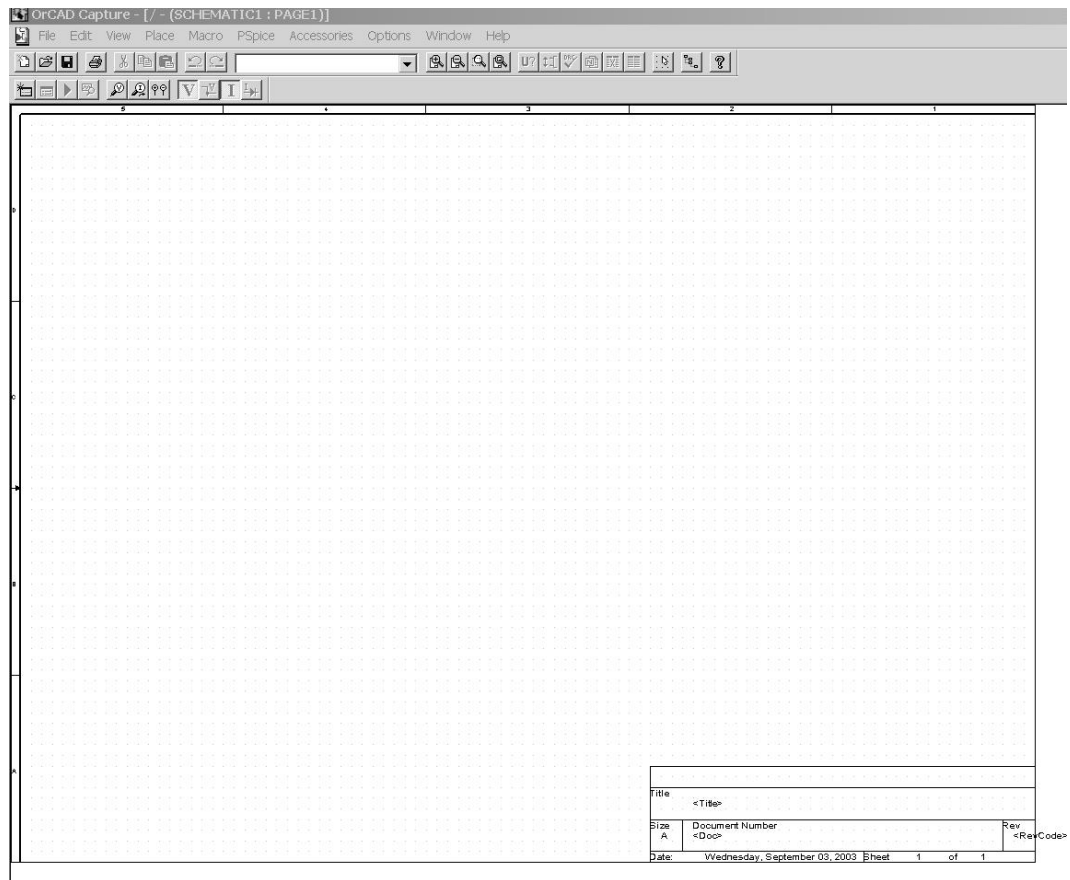 OrCAD Capture - [/ - (SCHEMATIC1 : PAGE1)]
File Edit View Place Macro PSpice Accessories Options Window Help
U?
V I
5 4 3 2 1
D
C
B
A
Title
<Title>
Size Document Number Rev
A <Doc> <RevCode>
Date: Wednesday, September 03, 2003 Sheet 1 of 1